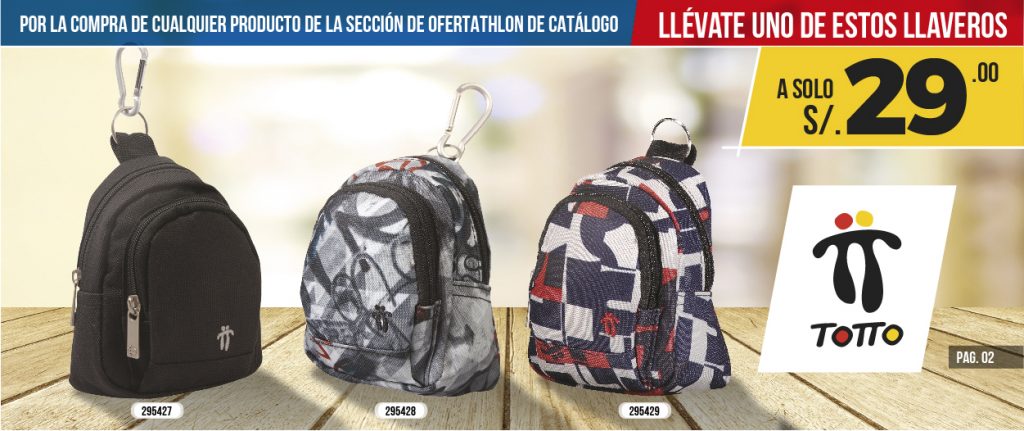 POR LA COMPRA DE CUALQUIER PRODUCTO DE LA SECCIÓN DE OFERTATHLON DE CATÁLOGO
LLÉVATE UNO DE ESTOS LLAVEROS
A SOLO
S/. 29.00
TOTTO
PAG. 02
295427
295428
295429